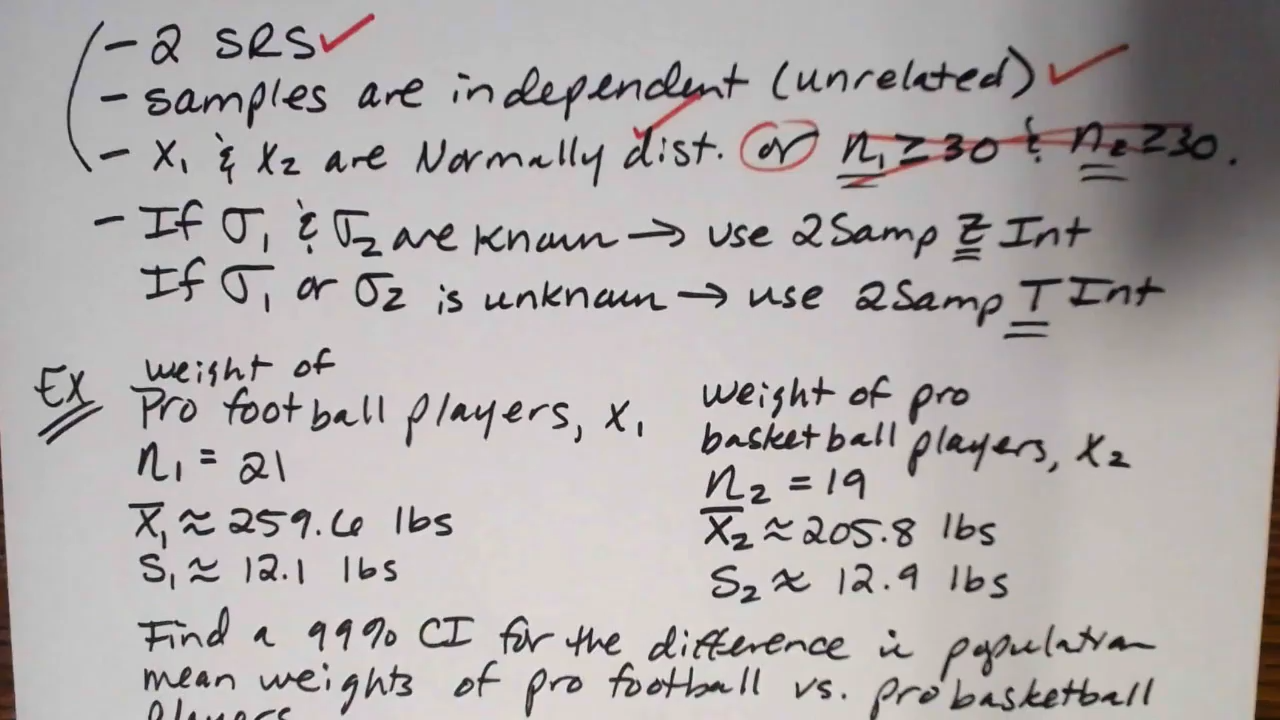 - 2 SRS ✓
- samples are independent (unrelated) ✓
- x₁ & x₂ are Normally dist. or n₁ ≥ 30 & n₂ ≥ 30.
- If σ₁ & σ₂ are known → use 2Samp Z Int
If σ₁ or σ₂ is unknown → use 2Samp T Int
EX
weight of
Pro football players, x₁
n₁ = 21
x̄₁ ≈ 259.6 lbs
S₁ ≈ 12.1 lbs
weight of pro
basketball players, x₂
n₂ = 19
x̄₂ ≈ 205.8 lbs
S₂ ≈ 12.9 lbs
Find a 99% CI for the difference in population
mean weights of pro football vs. pro basketball
players